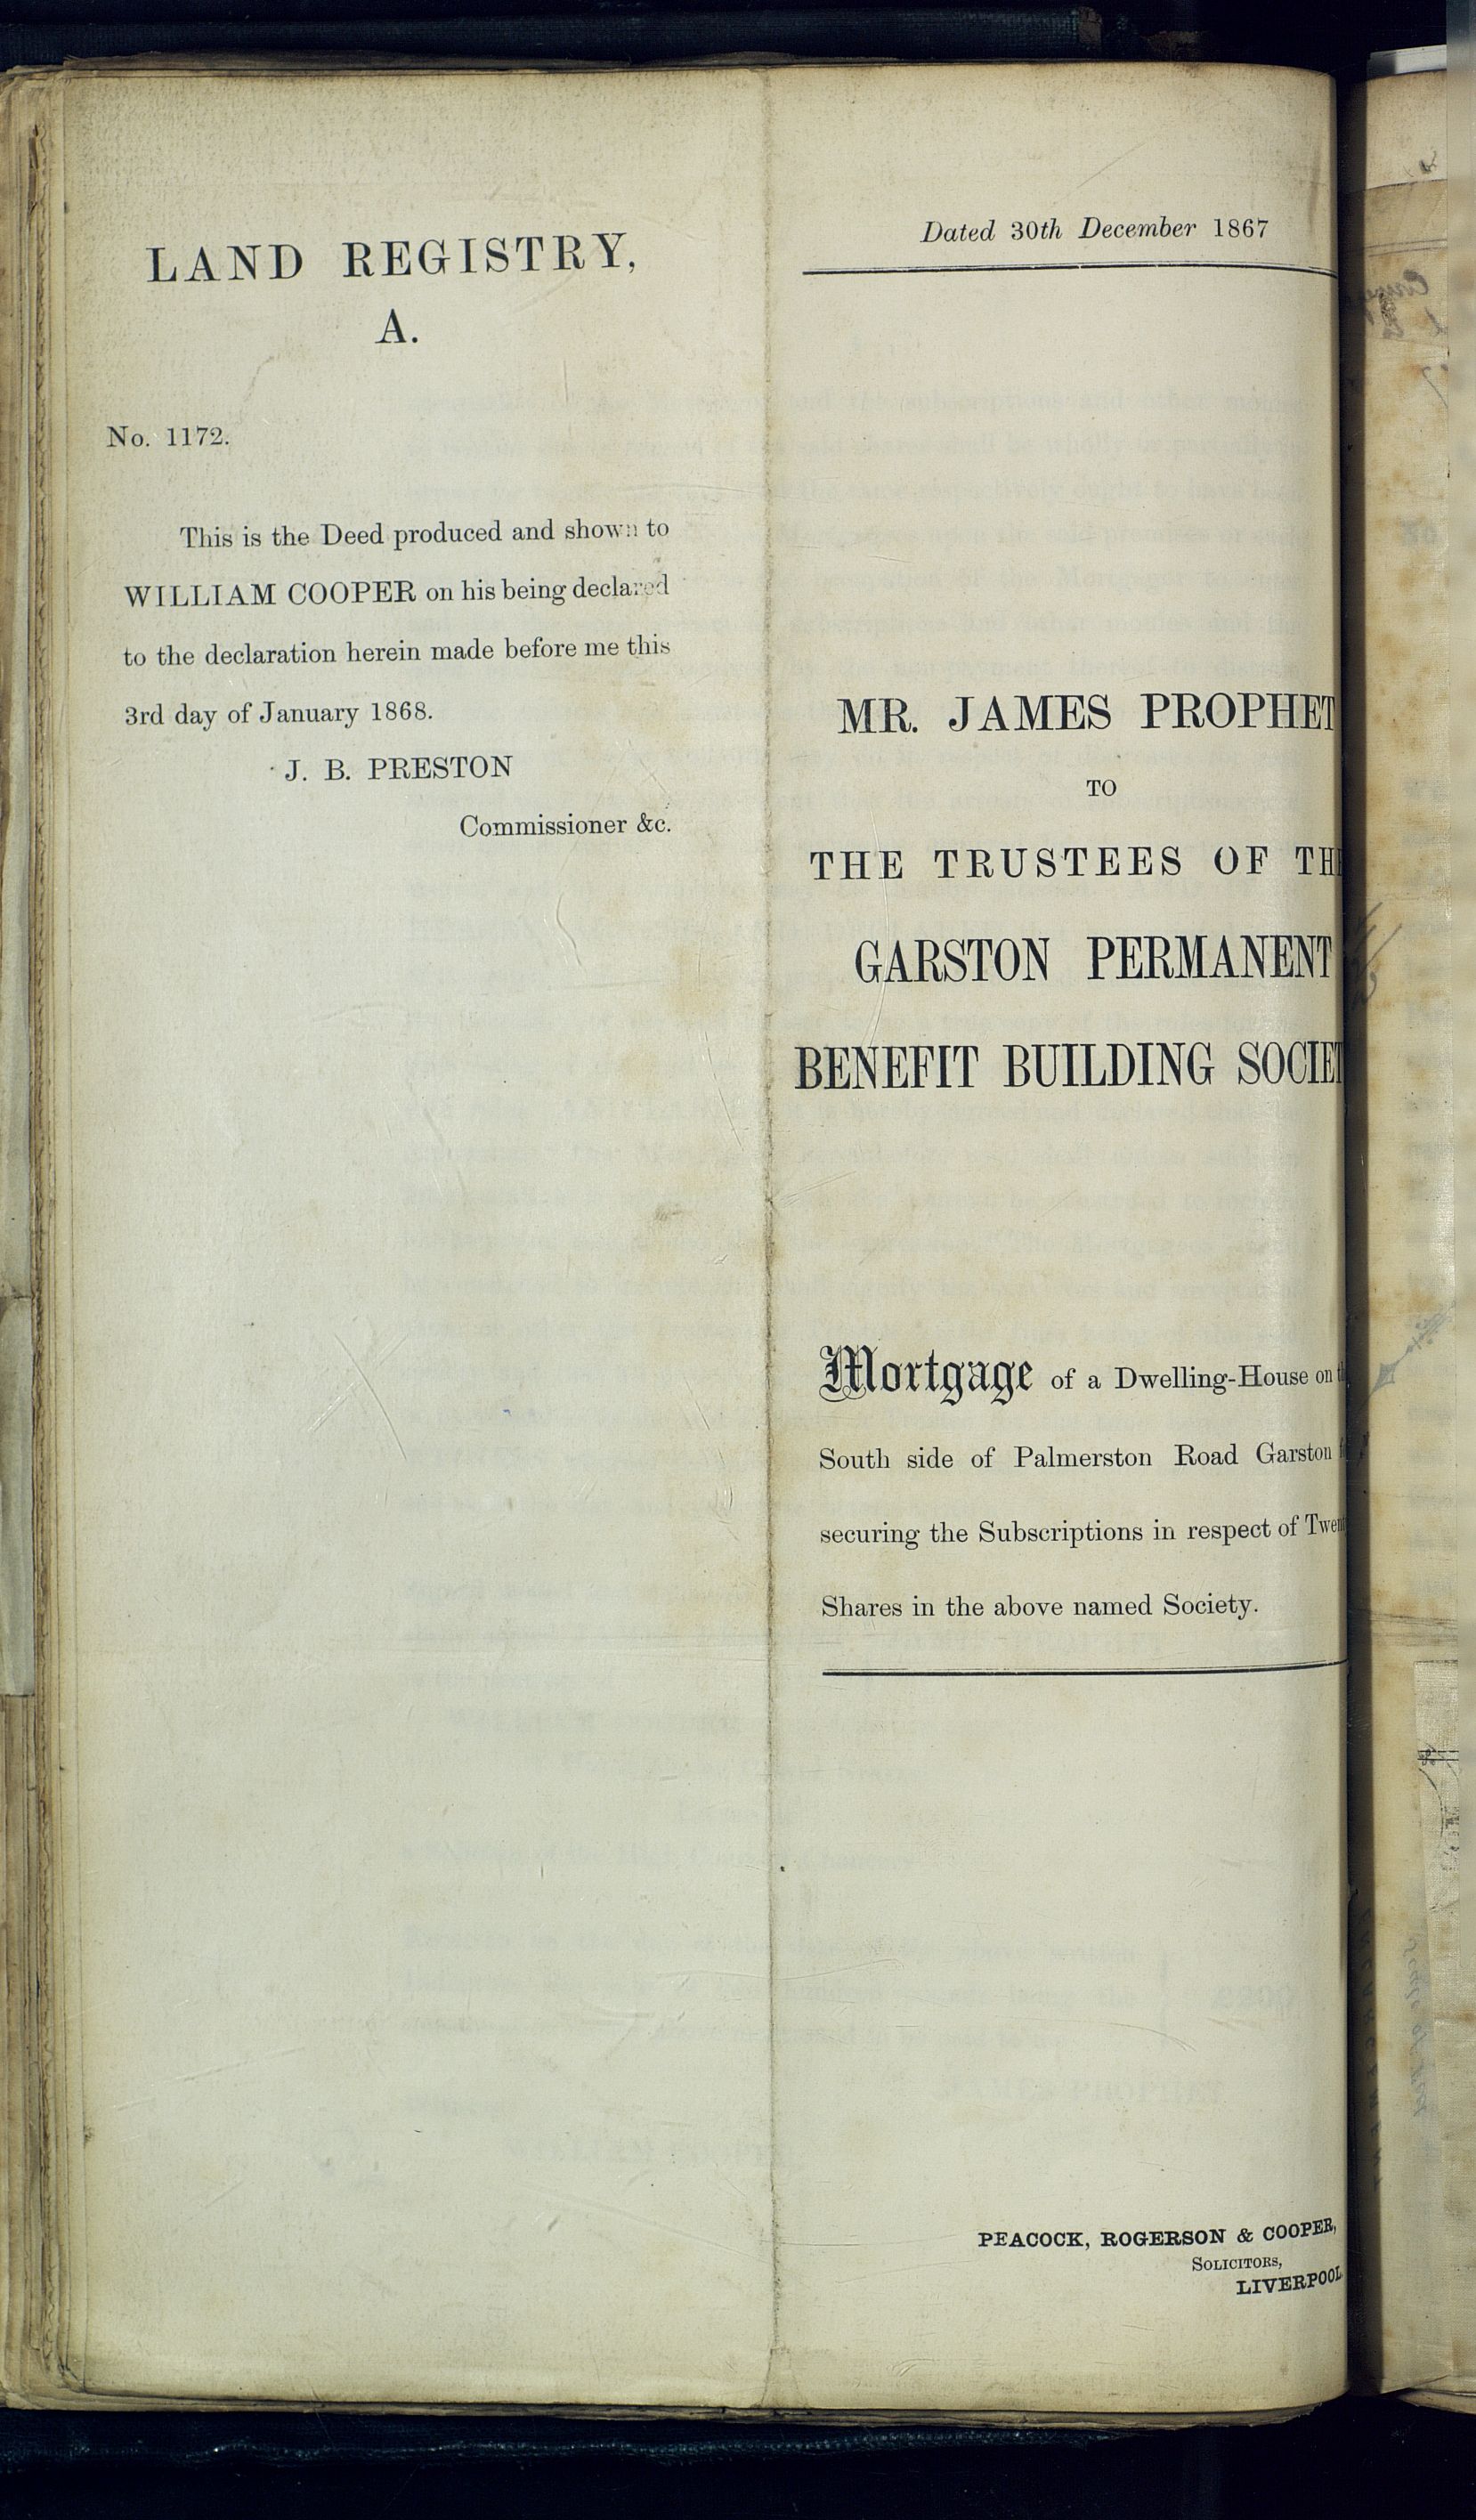 LAND REGISTRY,
A.
No. 1172.
This is the Deed produced and shown to
WILLIAM COOPER on his being declared
to the declaration herein made before me this
3rd day of January 1868.
J. B. PRESTON
Commissioner &c.
Dated 30th December 1867
MR. JAMES PROPHET
TO
THE TRUSTEES OF TH
GARSTON PERMANENT
BENEFIT BUILDING SOCIET
Mortgage of a Dwelling-House on
South side of Palmerston Road Garston
securing the Subscriptions in respect of Twen
Shares in the above named Society.
PEACOCK, ROGERSON & COOPER,
SOLICITORS,
LIVERPOOL